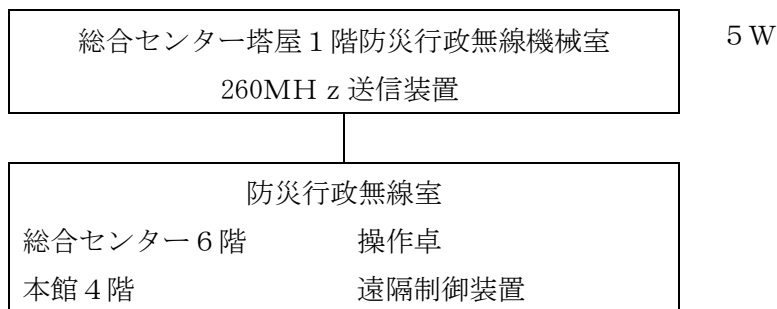 総合センター塔屋１階防災行政無線機械室　　５Ｗ
260ＭＨｚ送信装置
防災行政無線室
総合センター６階　　操作卓
本館４階　　遠隔制御装置